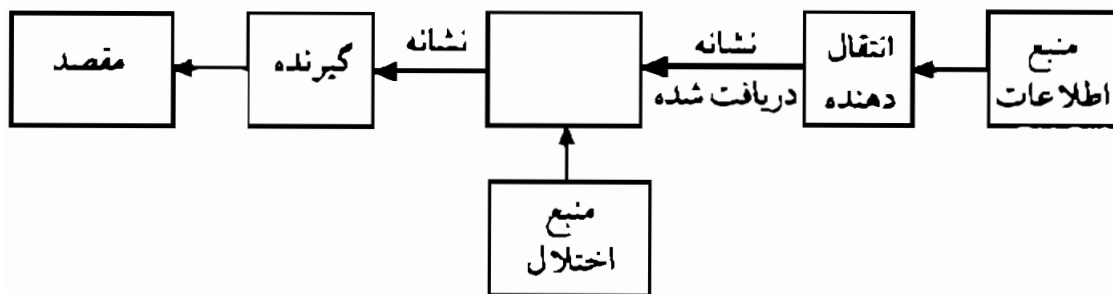 منبع
اطلاعات
انتقال
دهنده
نشانه
دریافت شده
نشانه
گیرنده
مقصد
منبع
اختلال